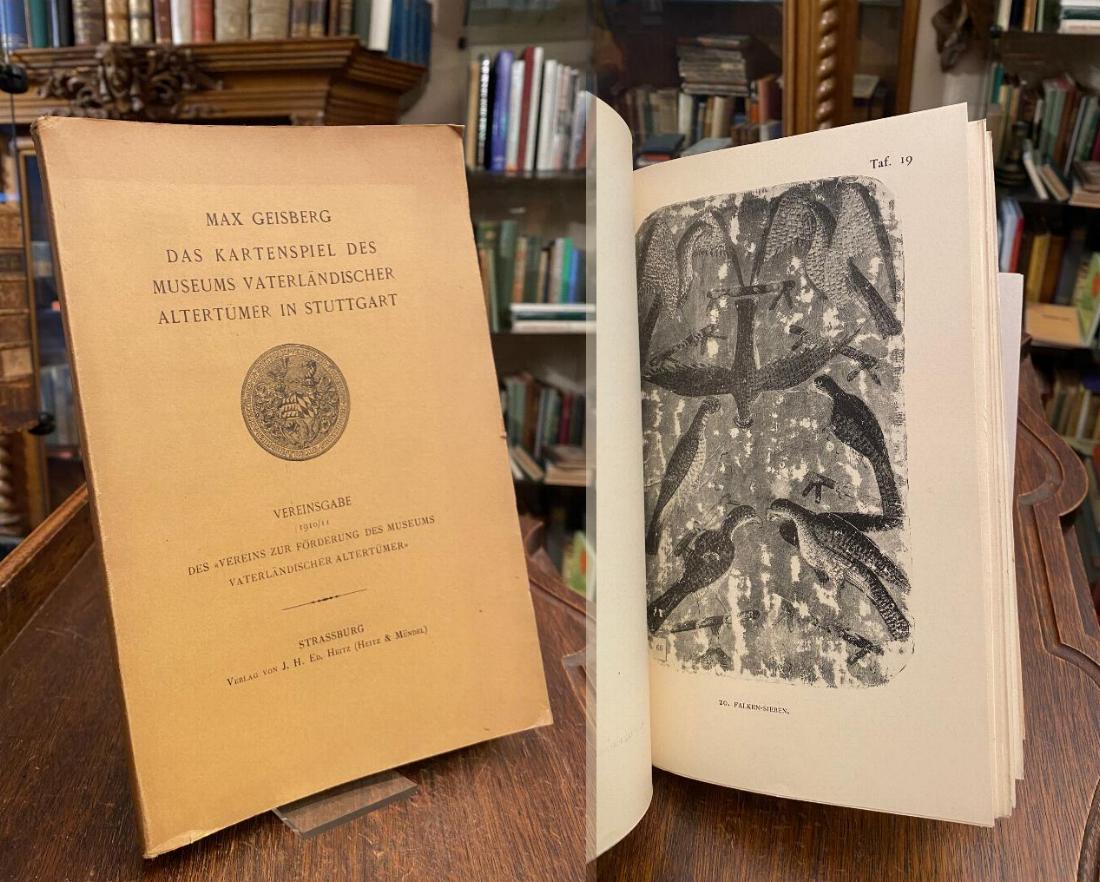 MAX GEISBERG
DAS KARTENSPIEL DES
MUSEUMS VATERLÄNDISCHER
ALTERTÜMER IN STUTTGART
VEREINSGABE
1910/11
DES «VEREINS ZUR FÖRDERUNG DES MUSEUMS
VATERLÄNDISCHER ALTERTÜMER»
STRASSBURG
VERLAG VON J. H. ED. HEITZ (HEITZ & MÜNDEL)
Taf. 19
20. FALKEN-SIEBEN.